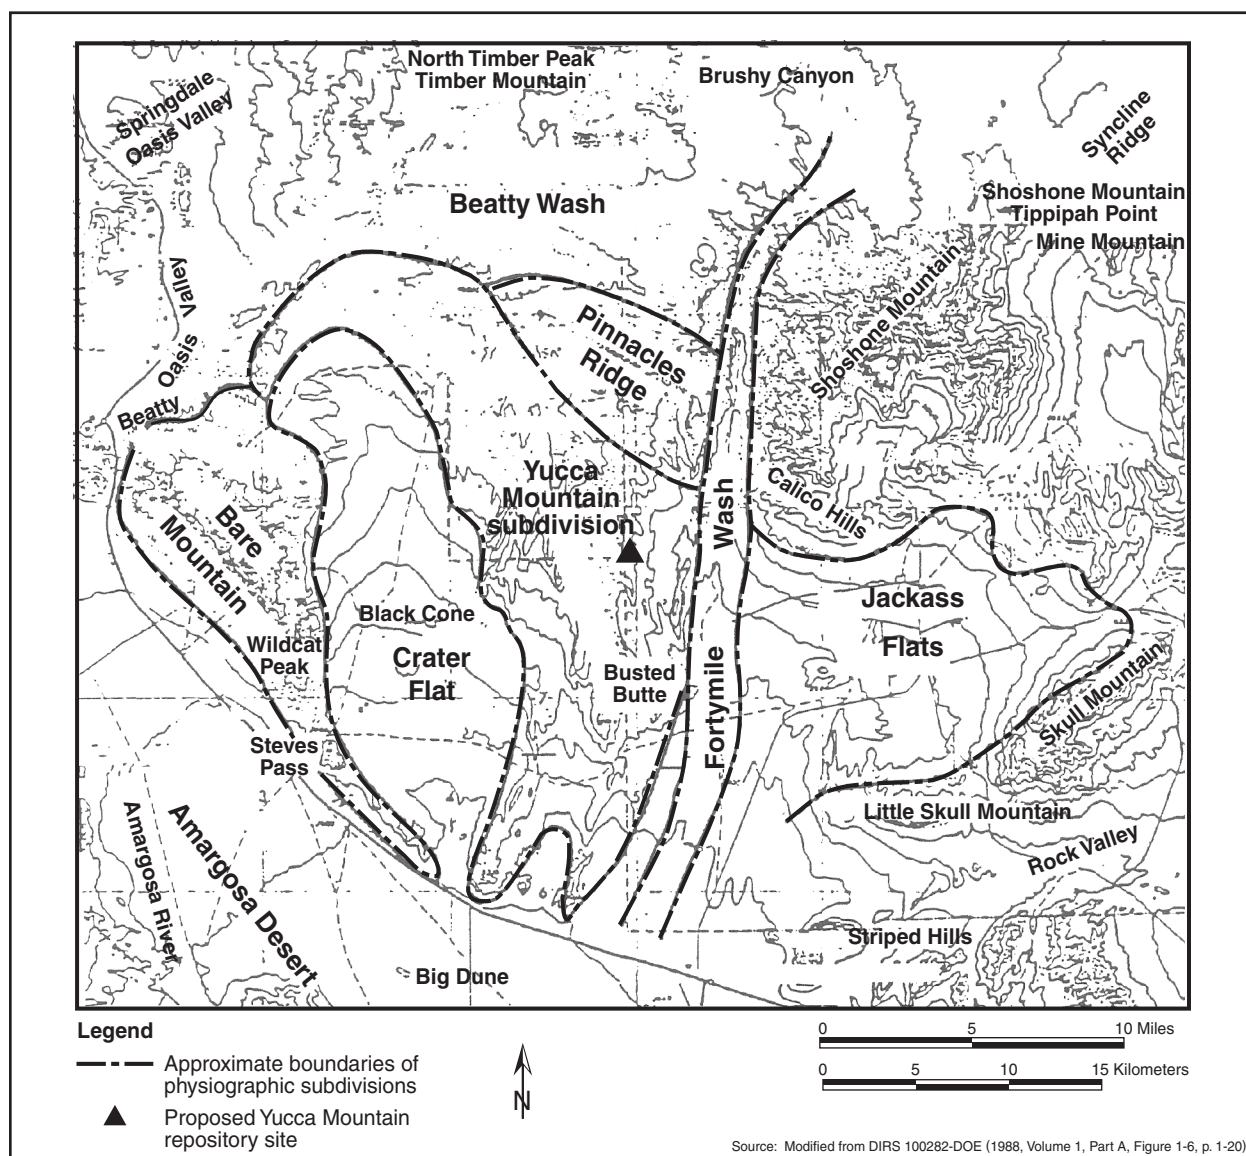 North Timber Peak
Timber Mountain
Brushy Canyon
Springdale
Oasis Valley
Syncline
Ridge
Shoshone Mountain
Tippipah Point
Mine Mountain
Beatty Wash
Oasis Valley
Shoshone Mountain
Pinnacles
Ridge
Beatty
Yucca
Mountain
subdivision
Calico Hills
Bare
Mountain
Fortymile Wash
Jackass
Flats
Black Cone
Wildcat
Peak
Crater
Flat
Busted
Butte
Skull Mountain
Steves
Pass
Little Skull Mountain
Rock Valley
Amargosa River
Amargosa Desert
Striped Hills
Big Dune
Legend
Approximate boundaries of
physiographic subdivisions
Proposed Yucca Mountain
repository site
N
0 5 10 Miles
0 5 10 15 Kilometers
Source: Modified from DIRS 100282-DOE (1988, Volume 1, Part A, Figure 1-6, p. 1-20)